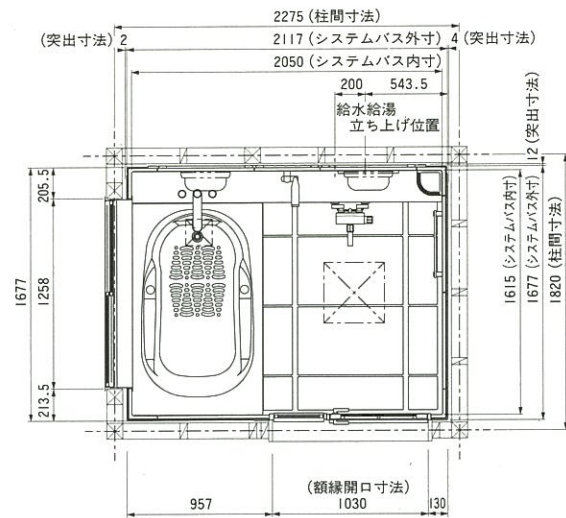 2275 (柱間寸法)
(突出寸法) 2
2117 (システムバス外寸)
4 (突出寸法)
2050 (システムバス内寸)
200
543.5
給水給湯
立ち上げ位置
12 (突出寸法)
205.5
1258
213.5
1677
1615 (システムバス内寸)
1677 (システムバス外寸)
1820 (柱間寸法)
(額縁開口寸法)
957
1030
130